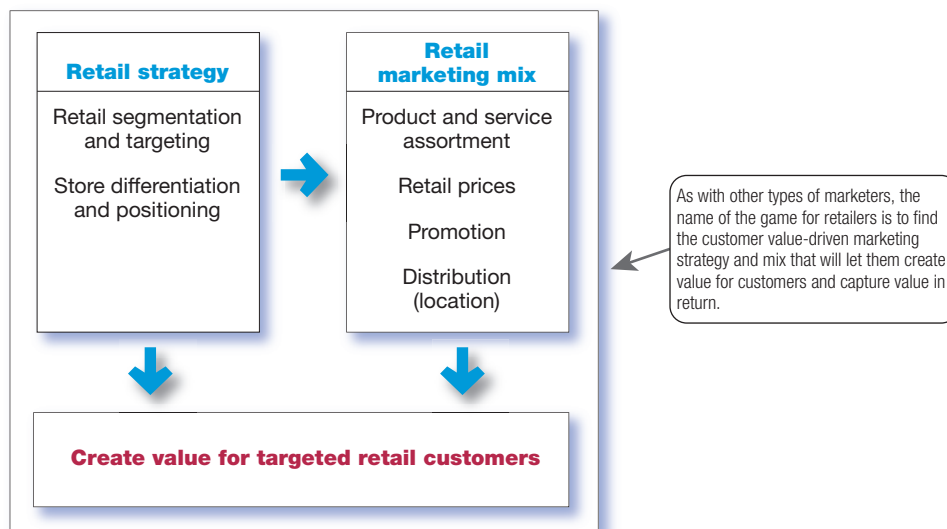 Retail strategy
Retail segmentation
and targeting
Store differentiation
and positioning
Retail
marketing mix
Product and service
assortment
Retail prices
Promotion
Distribution
(location)
As with other types of marketers, the
name of the game for retailers is to find
the customer value-driven marketing
strategy and mix that will let them create
value for customers and capture value in
return.
Create value for targeted retail customers